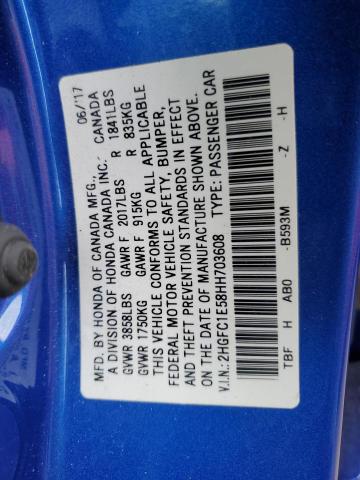 MFD. BY HONDA OF CANADA MFG., 06/'17
A DIVISION OF HONDA CANADA INC.: CANADA
GVWR 3858LBS GAWR F 2017LBS R 1841LBS
GVWR 1750KG GAWR F 915KG R 835KG
THIS VEHICLE CONFORMS TO ALL APPLICABLE
FEDERAL MOTOR VEHICLE SAFETY, BUMPER,
AND THEFT PREVENTION STANDARDS IN EFFECT
ON THE DATE OF MANUFACTURE SHOWN ABOVE.
V.I.N.: 2HGFC1E58HH703608 TYPE: PASSENGER CAR
TBF H AB0 -B593M -Z -H